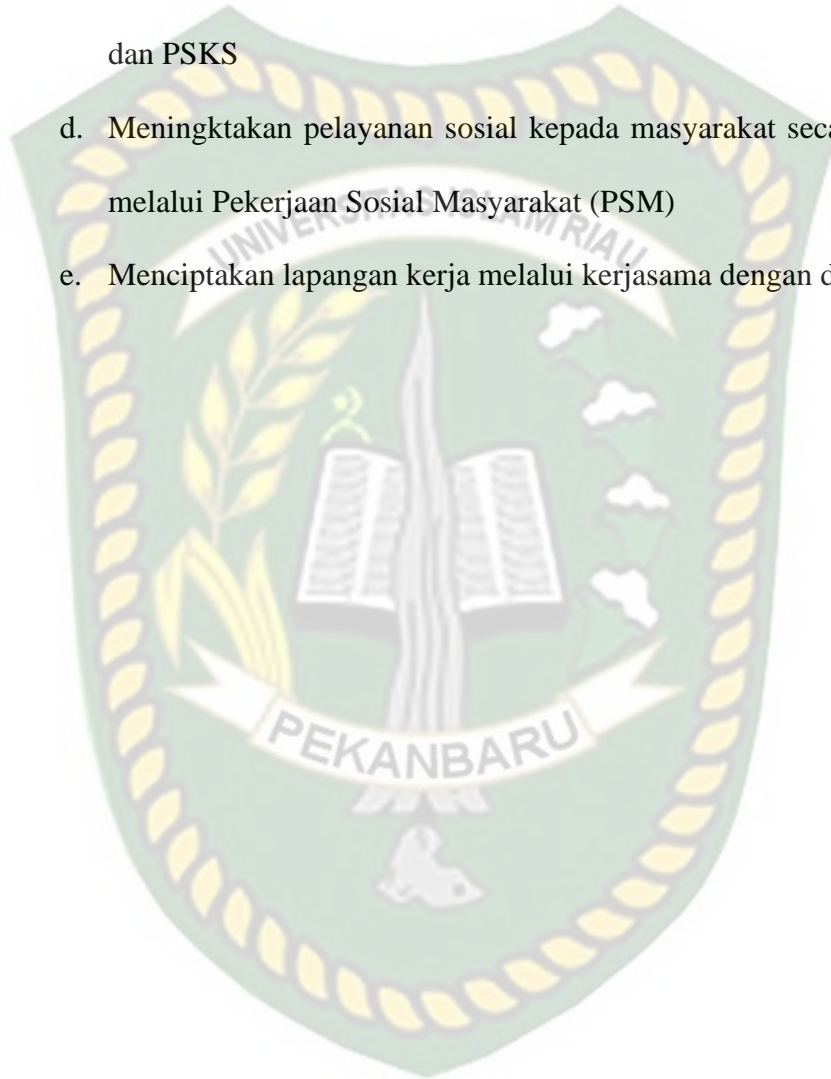 dan PSKS
d. Meningktakan pelayanan sosial kepada masyarakat
melalui Pekerjaan Sosial Masyarakat (PSM)
UNIVERSITAS ISLAM RIAU
e. Menciptakan lapangan kerja melalui kerjasama dengan
PEKANBARU